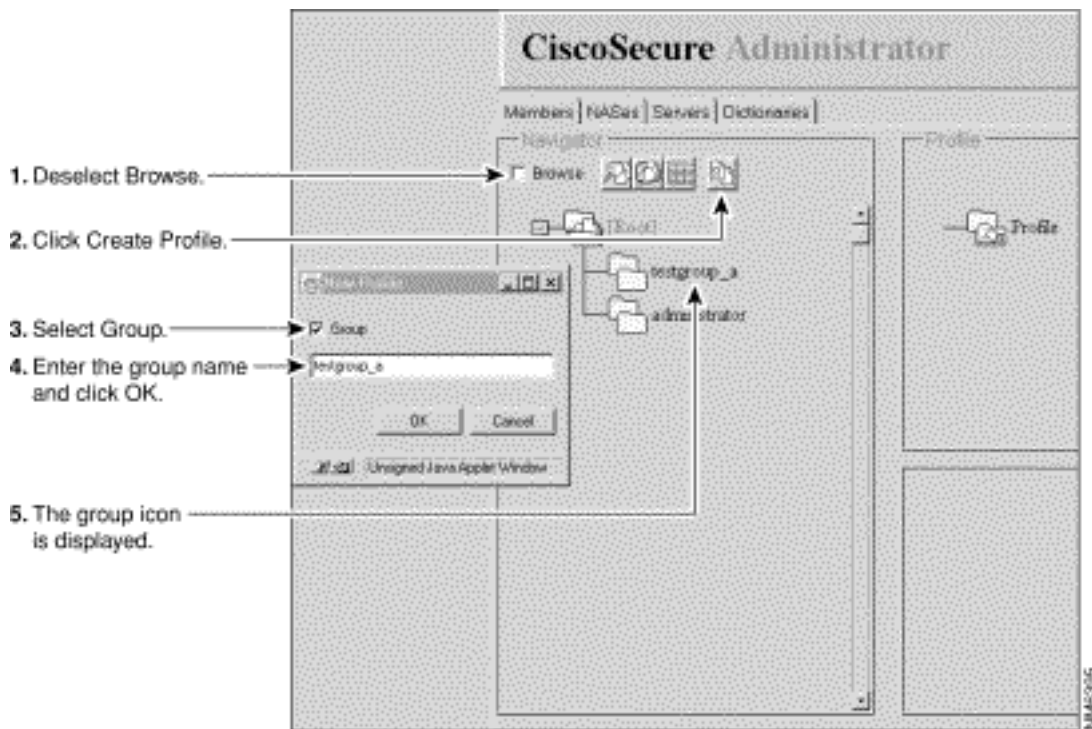 CiscoSecure Administrator
Members NASes Servers Dictionaries
Navigator
Profile
1. Deselect Browse.
Browse
2. Click Create Profile.
[Root]
Profile
testgroup_a
administrator
3. Select Group.
Group
4. Enter the group name
and click OK.
testgroup_a
OK Cancel
Unsigned Java Applet Window
5. The group icon
is displayed.